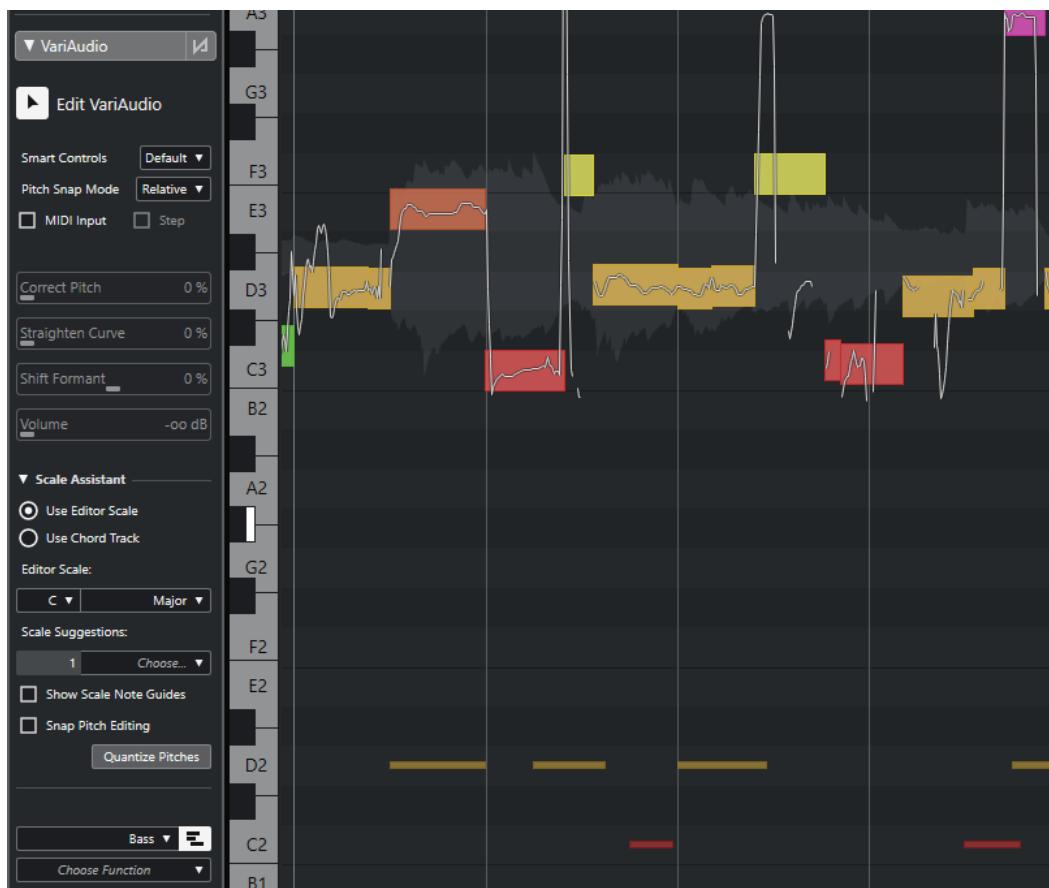 A3
VariAudio
G3
Edit VariAudio
Smart Controls Default
F3
Pitch Snap Mode Relative
E3
MIDI Input Step
Correct Pitch 0 %
D3
Straighten Curve 0 %
C3
Shift Formant 0 %
B2
Volume -oo dB
Scale Assistant
A2
Use Editor Scale
Use Chord Track
G2
Editor Scale:
C Major
Scale Suggestions:
F2
1 Choose...
E2
Show Scale Note Guides
Snap Pitch Editing
Quantize Pitches
D2
Bass
C2
Choose Function
B1